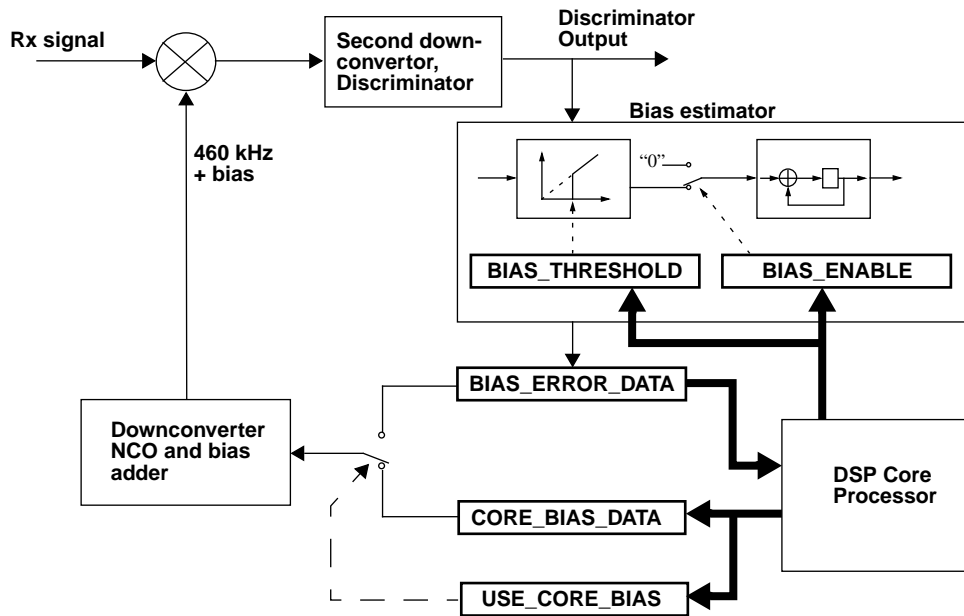 Discriminator
Output
Rx signal
Second down-
convertor,
Discriminator
Bias estimator
460 kHz
+ bias
“0”
BIAS_THRESHOLD
BIAS_ENABLE
BIAS_ERROR_DATA
Downconverter
NCO and bias
adder
DSP Core
Processor
CORE_BIAS_DATA
USE_CORE_BIAS